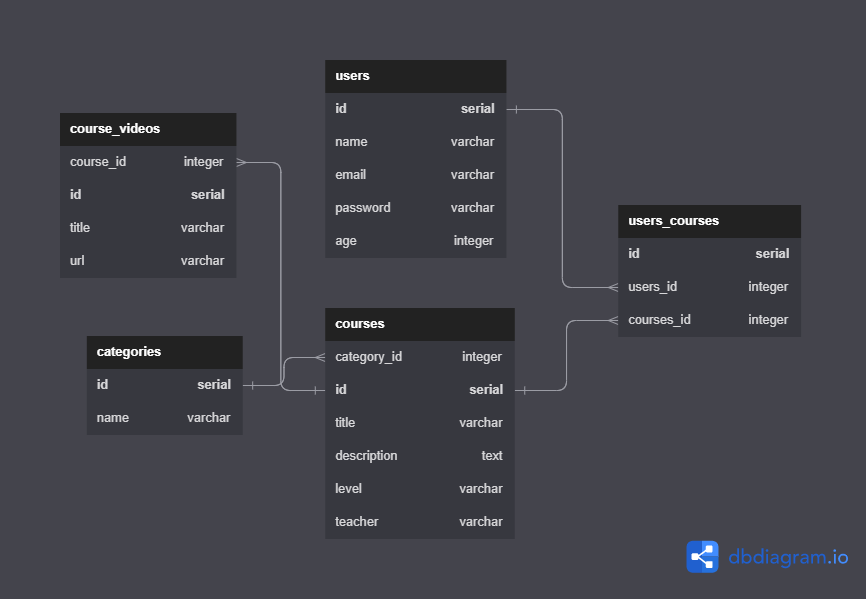 users
id serial
name varchar
email varchar
password varchar
age integer
course_videos
course_id integer
id serial
title varchar
url varchar
users_courses
id serial
users_id integer
courses_id integer
courses
category_id integer
id serial
title varchar
description text
level varchar
teacher varchar
categories
id serial
name varchar
dbdiagram.io